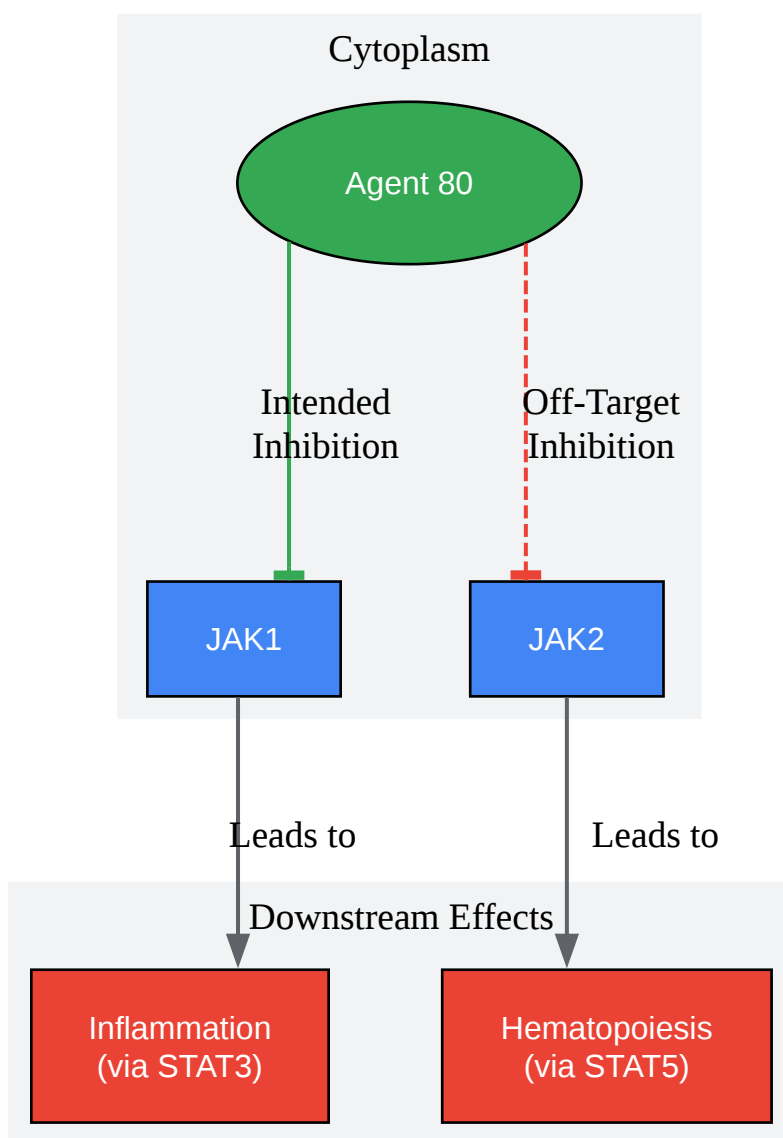 Cytoplasm
Agent 80
Intended
Inhibition
Off-Target
Inhibition
JAK1
JAK2
Leads to
Leads to
Downstream Effects
Inflammation
(via STAT3)
Hematopoiesis
(via STAT5)